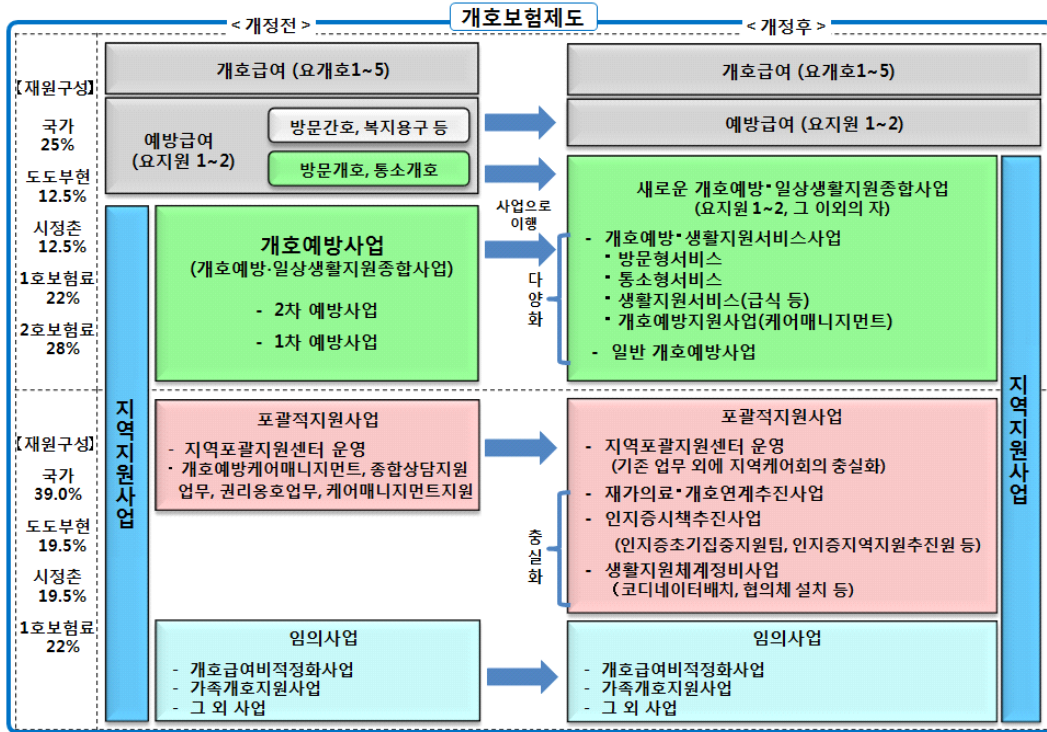 개호보험제도
< 개정전 >
< 개정후 >
【재원구성】
국가
25%
도도부현
12.5%
시정촌
12.5%
1호보험료
22%
2호보험료
28%
【재원구성】
국가
39.0%
도도부현
19.5%
시정촌
19.5%
1호보험료
22%
개호급여 (요개호1~5)
예방급여
(요지원 1~2)
방문간호, 복지용구 등
방문개호, 통소개호
지역지원사업
개호예방사업
(개호예방·일상생활지원종합사업)
- 2차 예방사업
- 1차 예방사업
포괄적지원사업
- 지역포괄지원센터 운영
· 개호예방케어매니지먼트, 종합상담지원
업무, 권리옹호업무, 케어매니지먼트지원
임의사업
- 개호급여비적정화사업
- 가족개호지원사업
- 그 외 사업
사업으로
이행
다양화
충실화
개호급여 (요개호1~5)
예방급여 (요지원 1~2)
새로운 개호예방·일상생활지원종합사업
(요지원 1~2, 그 이외의 자)
- 개호예방·생활지원서비스사업
· 방문형서비스
· 통소형서비스
· 생활지원서비스(급식 등)
· 개호예방지원사업(케어매니지먼트)
- 일반 개호예방사업
포괄적지원사업
- 지역포괄지원센터 운영
(기존 업무 외에 지역케어회의 충실화)
- 재가의료·개호연계추진사업
- 인지증시책추진사업
(인지증초기집중지원팀, 인지증지역지원추진원 등)
- 생활지원체계정비사업
(코디네이터배치, 협의체 설치 등)
임의사업
- 개호급여비적정화사업
- 가족개호지원사업
- 그 외 사업
지역지원사업